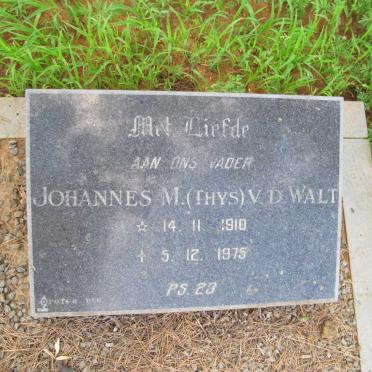 Met Liefde
AAN ONS VADER
JOHANNES M. (THYS) V. D. WALT
☆ 14. 11. 1910
✝ 5. 12. 1975
PS. 23